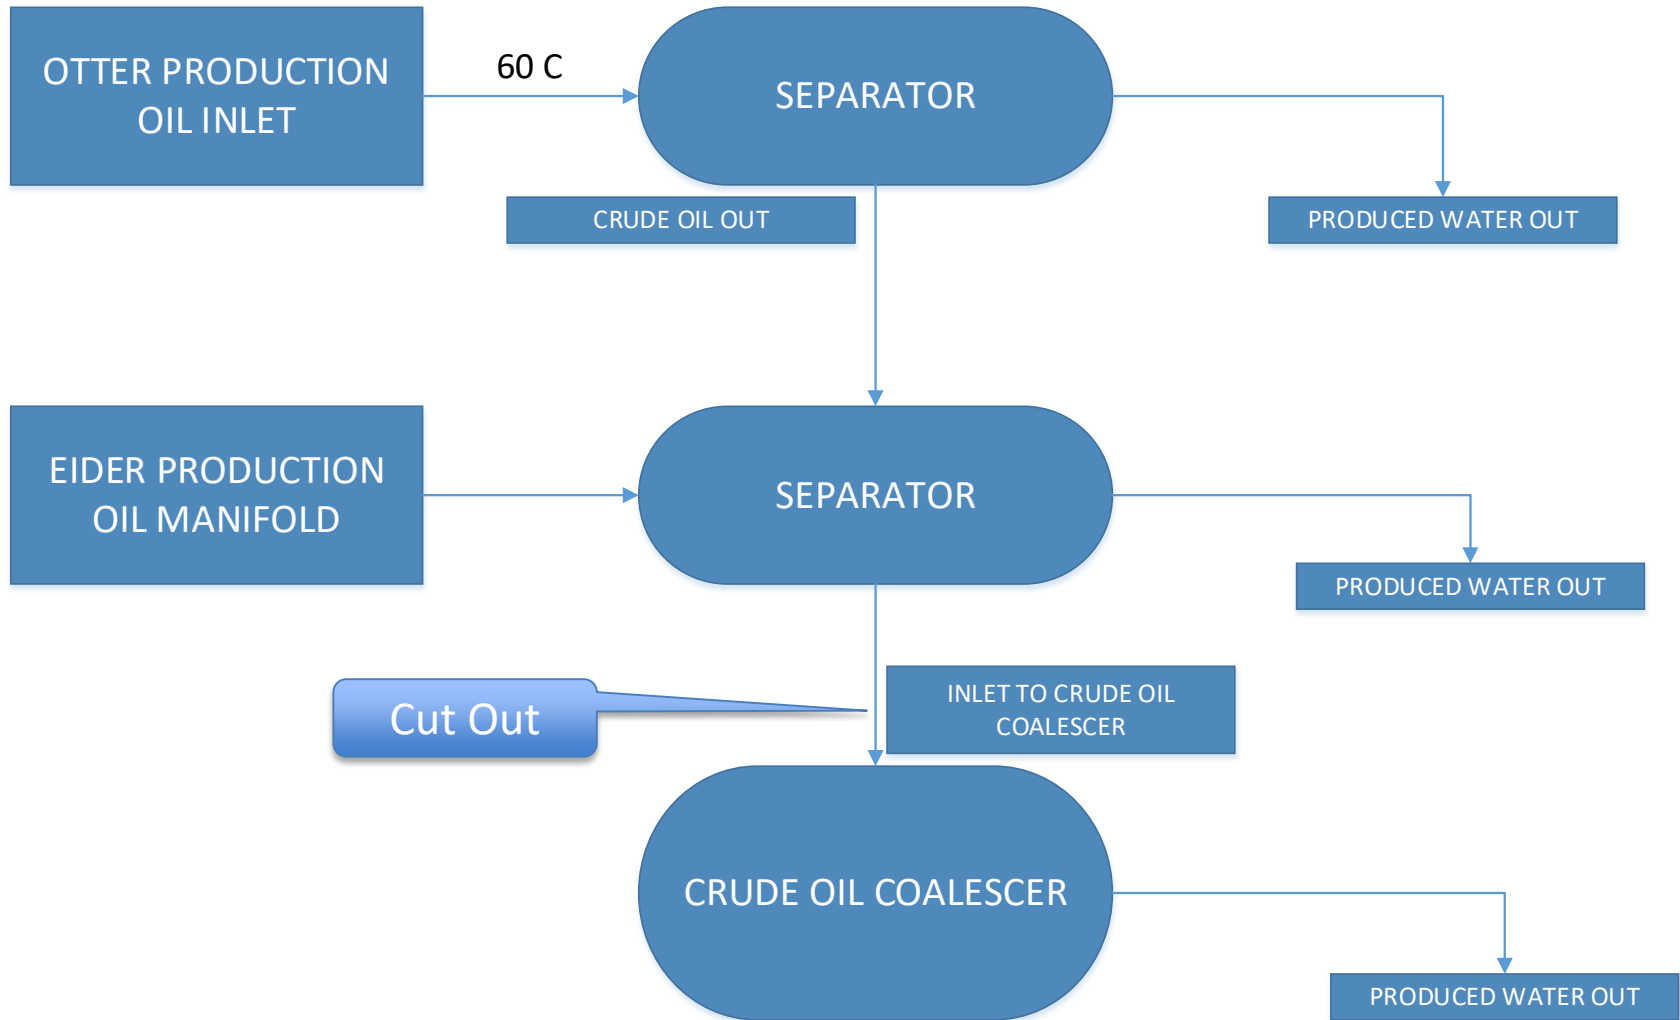 OTTER PRODUCTION
OIL INLET
60 C
SEPARATOR
CRUDE OIL OUT
PRODUCED WATER OUT
EIDER PRODUCTION
OIL MANIFOLD
SEPARATOR
PRODUCED WATER OUT
Cut Out
INLET TO CRUDE OIL
COALESCER
CRUDE OIL COALESCER
PRODUCED WATER OUT